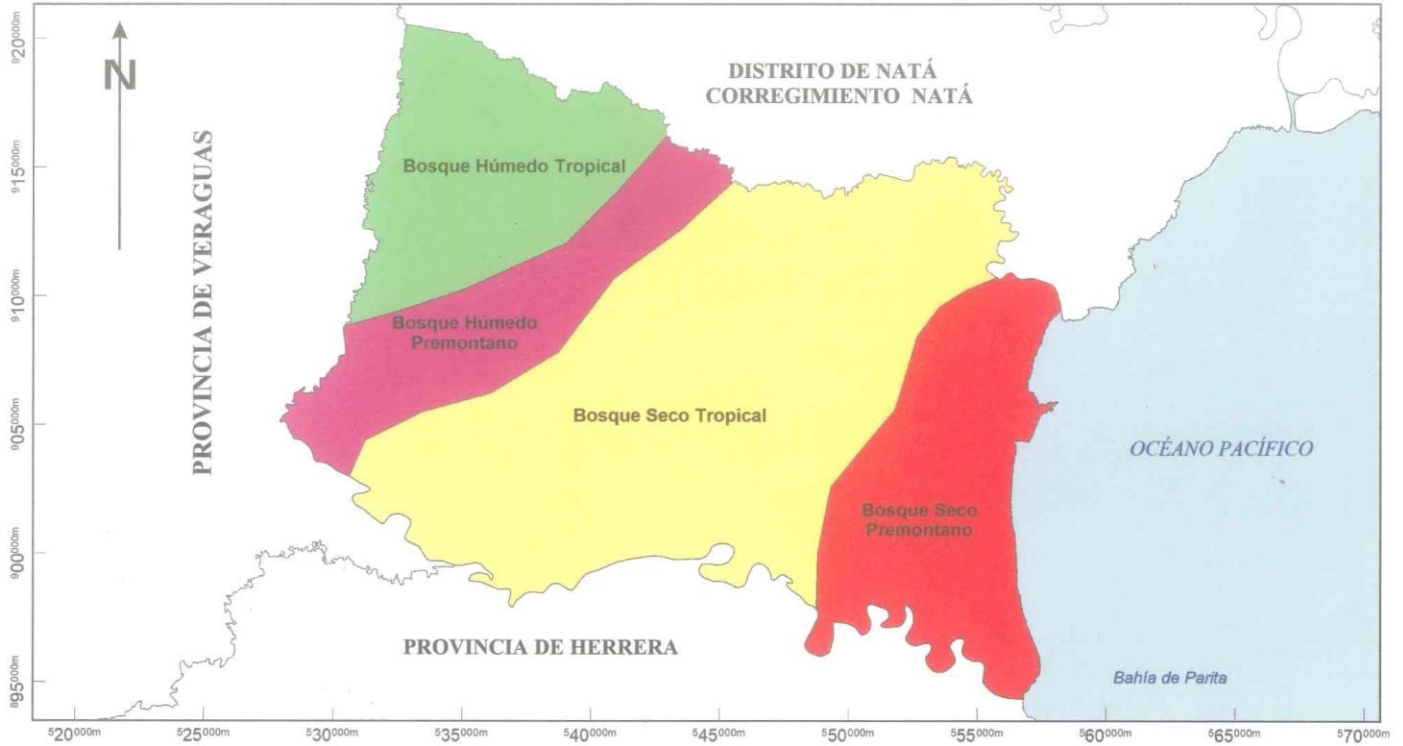 N
DISTRITO DE NATÁ
CORREGIMIENTO NATÁ
PROVINCIA DE VERAGUAS
Bosque Húmedo Tropical
Bosque Húmedo
Premontano
Bosque Seco Tropical
OCÉANO PACÍFICO
Bosque Seco
Premontano
PROVINCIA DE HERRERA
Bahía de Parita
920000m
915000m
910000m
905000m
900000m
895000m
520000m
525000m
530000m
535000m
540000m
545000m
550000m
555000m
560000m
565000m
570000m